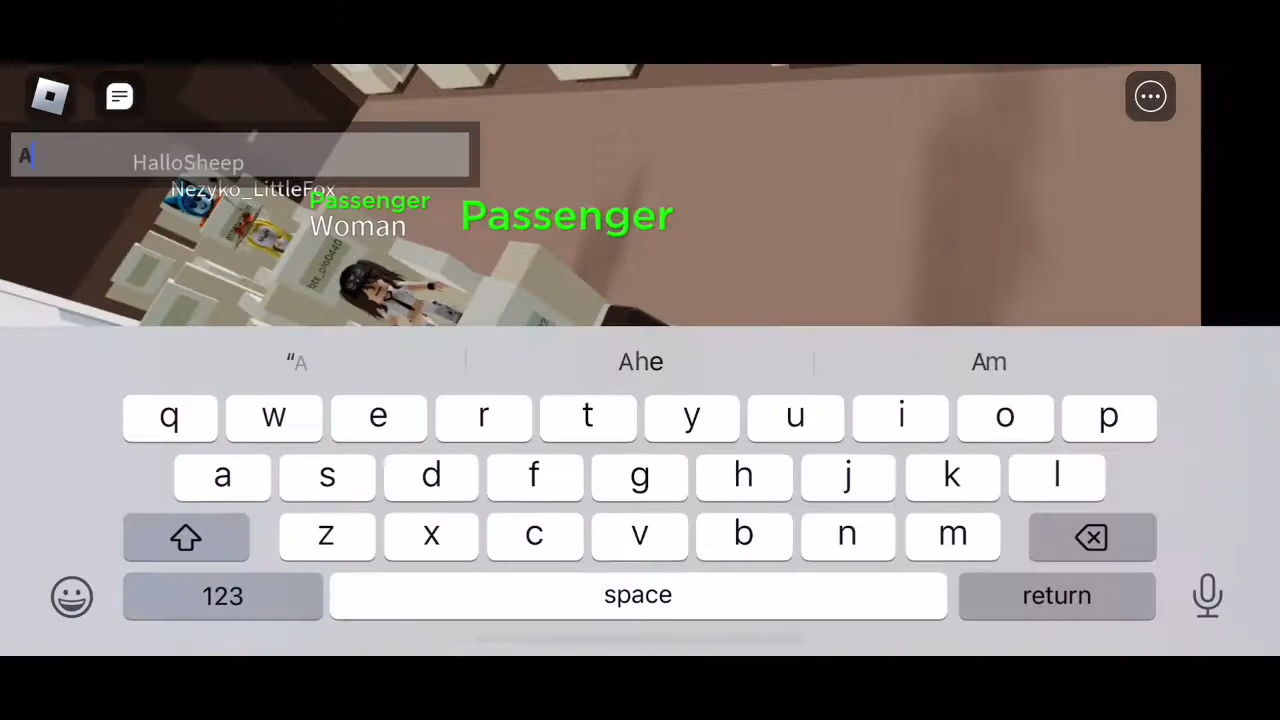 A
HalloSheep
Nezyko_LittleFox
Passenger
Woman
Passenger
“A
Ahe
Am
q w e r t y u i o p
a s d f g h j k l
z x c v b n m
123 space return